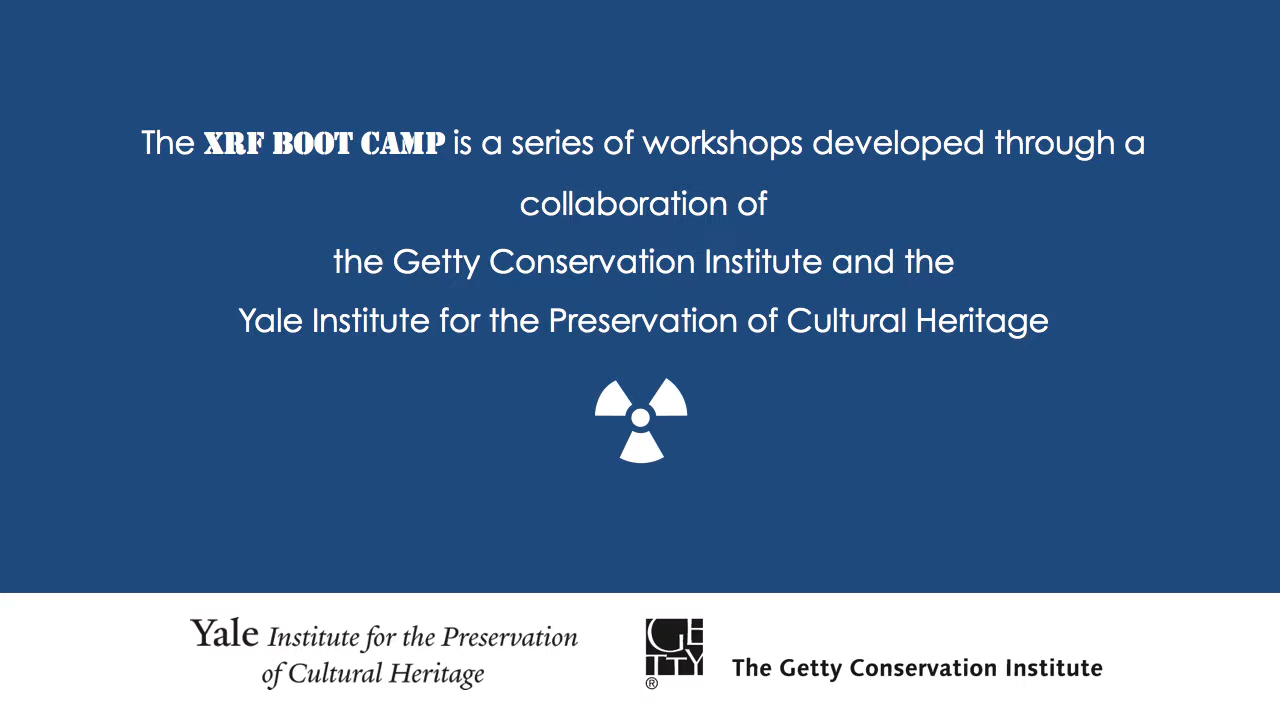 The XRF BOOT CAMP is a series of workshops developed through a
collaboration of
the Getty Conservation Institute and the
Yale Institute for the Preservation of Cultural Heritage
Yale Institute for the Preservation
of Cultural Heritage
GETTY
®
The Getty Conservation Institute